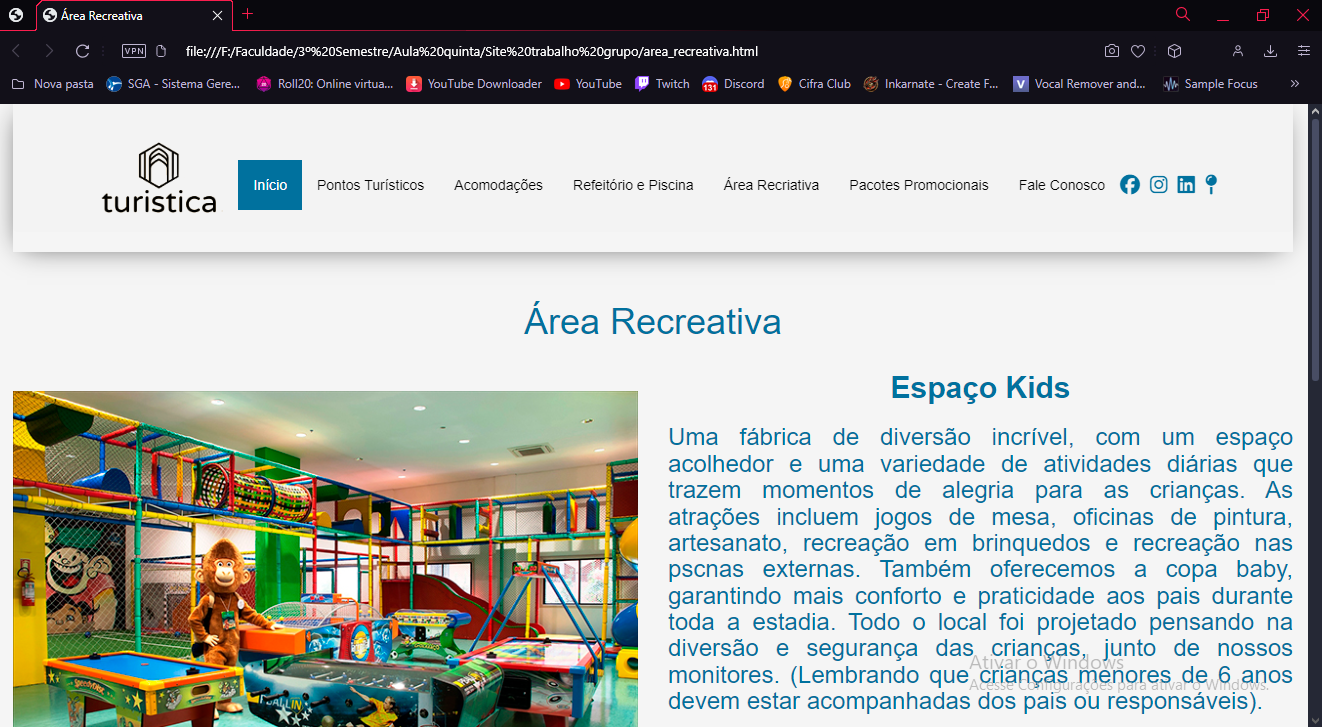 Área Recreativa
VPN
file:///F:/Faculdade/3º%20Semestre/Aula%20quinta/Site%20trabalho%20grupo/area_recreativa.html
Nova pasta
SGA - Sistema Gere...
Roll20: Online virtua...
YouTube Downloader
YouTube
Twitch
131
Discord
Cifra Club
Inkarnate - Create F...
V
Vocal Remover and...
Sample Focus
turistica
Início
Pontos Turísticos
Acomodações
Refeitório e Piscina
Área Recriativa
Pacotes Promocionais
Fale Conosco
Área Recreativa
Espaço Kids
Uma fábrica de diversão incrível, com um espaço
acolhedor e uma variedade de atividades diárias que
trazem momentos de alegria para as crianças. As
atrações incluem jogos de mesa, oficinas de pintura,
artesanato, recreação em brinquedos e recreação nas
pscnas externas. Também oferecemos a copa baby,
garantindo mais conforto e praticidade aos pais durante
toda a estadia. Todo o local foi projetado pensando na
diversão e segurança das crianças, junto de nossos
monitores. (Lembrando que crianças menores de 6 anos
devem estar acompanhadas dos pais ou responsáveis).
Ativar o Windows
Acesse Configurações para ativar o Windows.